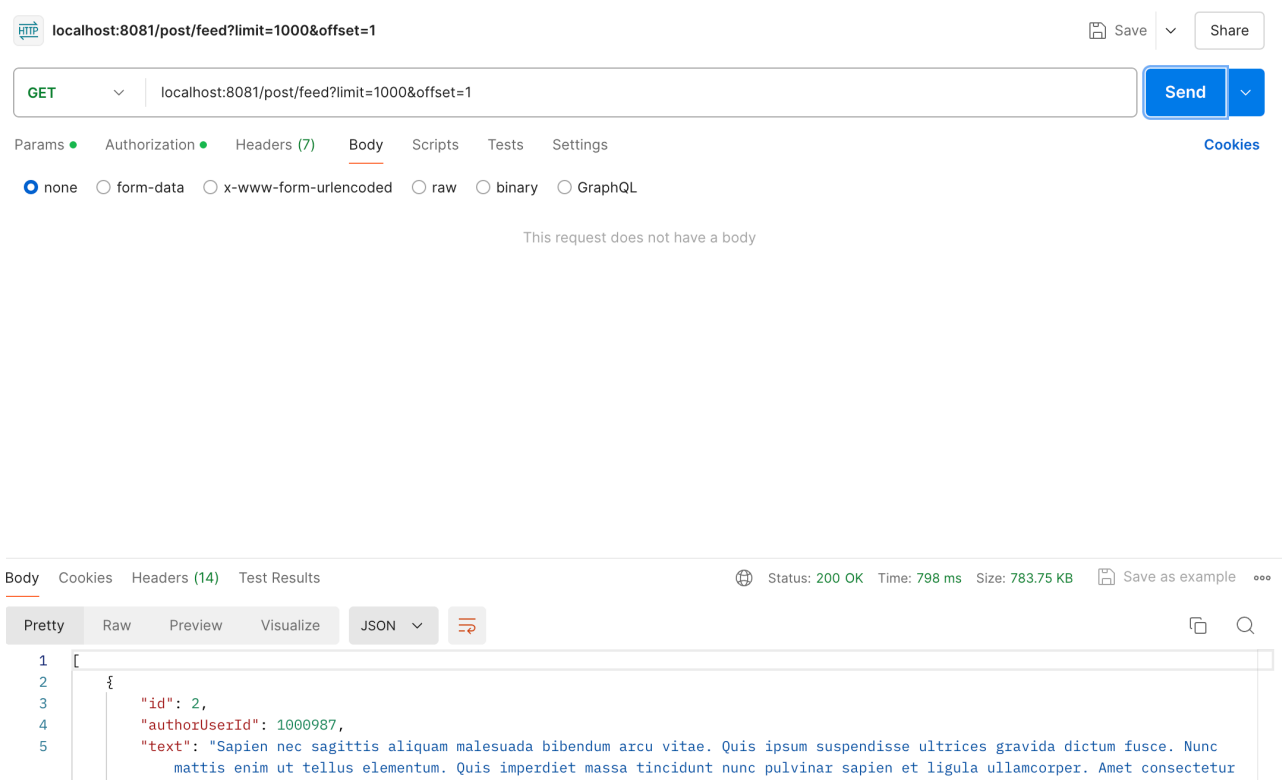 HTTP localhost:8081/post/feed?limit=1000&offset=1 Save Share
GET localhost:8081/post/feed?limit=1000&offset=1 Send
Params Authorization Headers (7) Body Scripts Tests Settings Cookies
none form-data x-www-form-urlencoded raw binary GraphQL
This request does not have a body
Body Cookies Headers (14) Test Results Status: 200 OK Time: 798 ms Size: 783.75 KB Save as example
Pretty Raw Preview Visualize JSON
1 [
2 {
3 "id": 2,
4 "authorUserId": 1000987,
5 "text": "Sapien nec sagittis aliquam malesuada bibendum arcu vitae. Quis ipsum suspendisse ultrices gravida dictum fusce. Nunc
mattis enim ut tellus elementum. Quis imperdiet massa tincidunt nunc pulvinar sapien et ligula ullamcorper. Amet consectetur